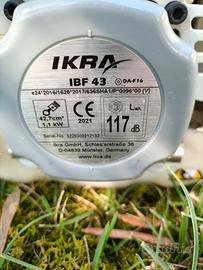 IKRA
IBF 43
DA-F16
e24*2016/1628*2017/656SHA1/P*0096*00 (V)
42,7cm³
1.1 kW
CE
2021
LWA
117 dB
Ikra GmbH, Schlesierstraße 36
D-64839 Münster, Germany
www.ikra.de